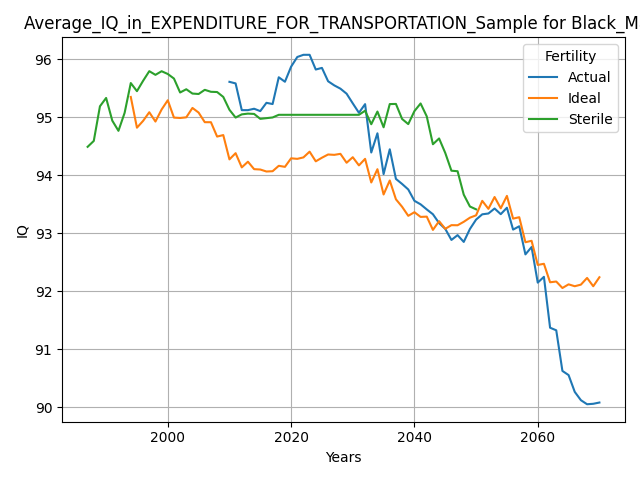 Average_IQ_in_EXPENDITURE_FOR_TRANSPORTATION_Sample for Black_M
Fertility
Actual
Ideal
Sterile
IQ
96
95
94
93
92
91
90
2000 2020 2040 2060
Years